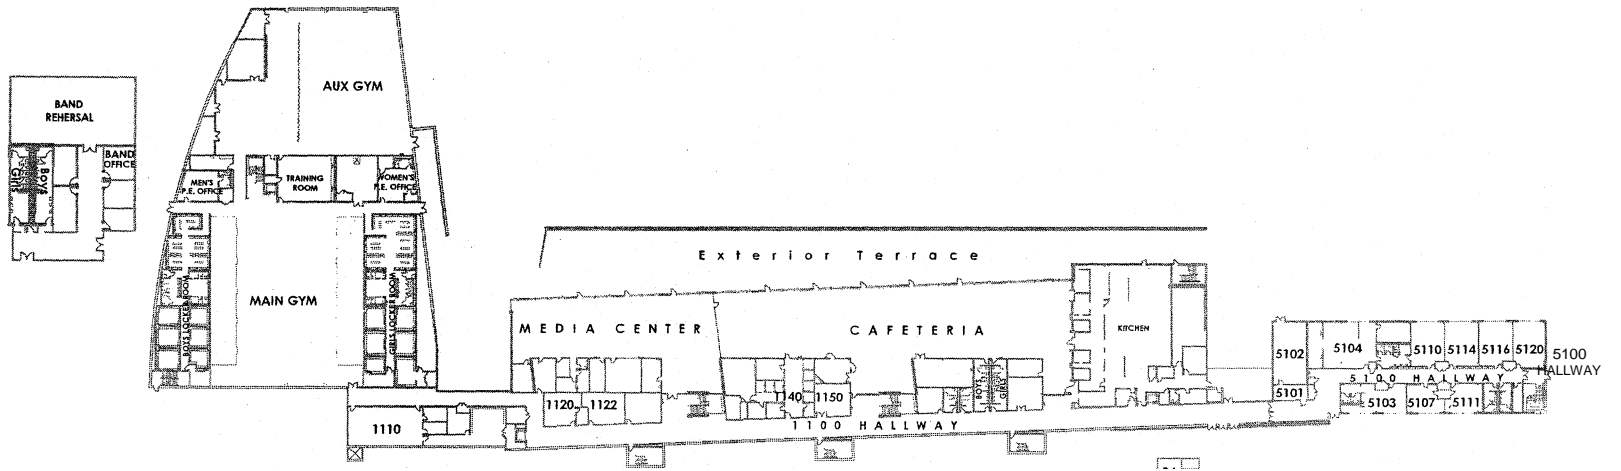 AUX GYM
BAND
REHERSAL
BAND
OFFICE
Boys
Girls
MEN'S
P.E. OFFICE
TRAINING
ROOM
WOMEN'S
P.E. OFFICE
MAIN GYM
BOYS LOCKER ROOM
GIRLS LOCKER ROOM
Exterior Terrace
MEDIA CENTER
CAFETERIA
KITCHEN
5102
5104
5110
5114
5116
5120
5100
HALLWAY
5100 HALLWAY
5101
5103
5107
5111
1120
1122
1140
1150
BOYS
GIRLS
1110
1100 HALLWAY